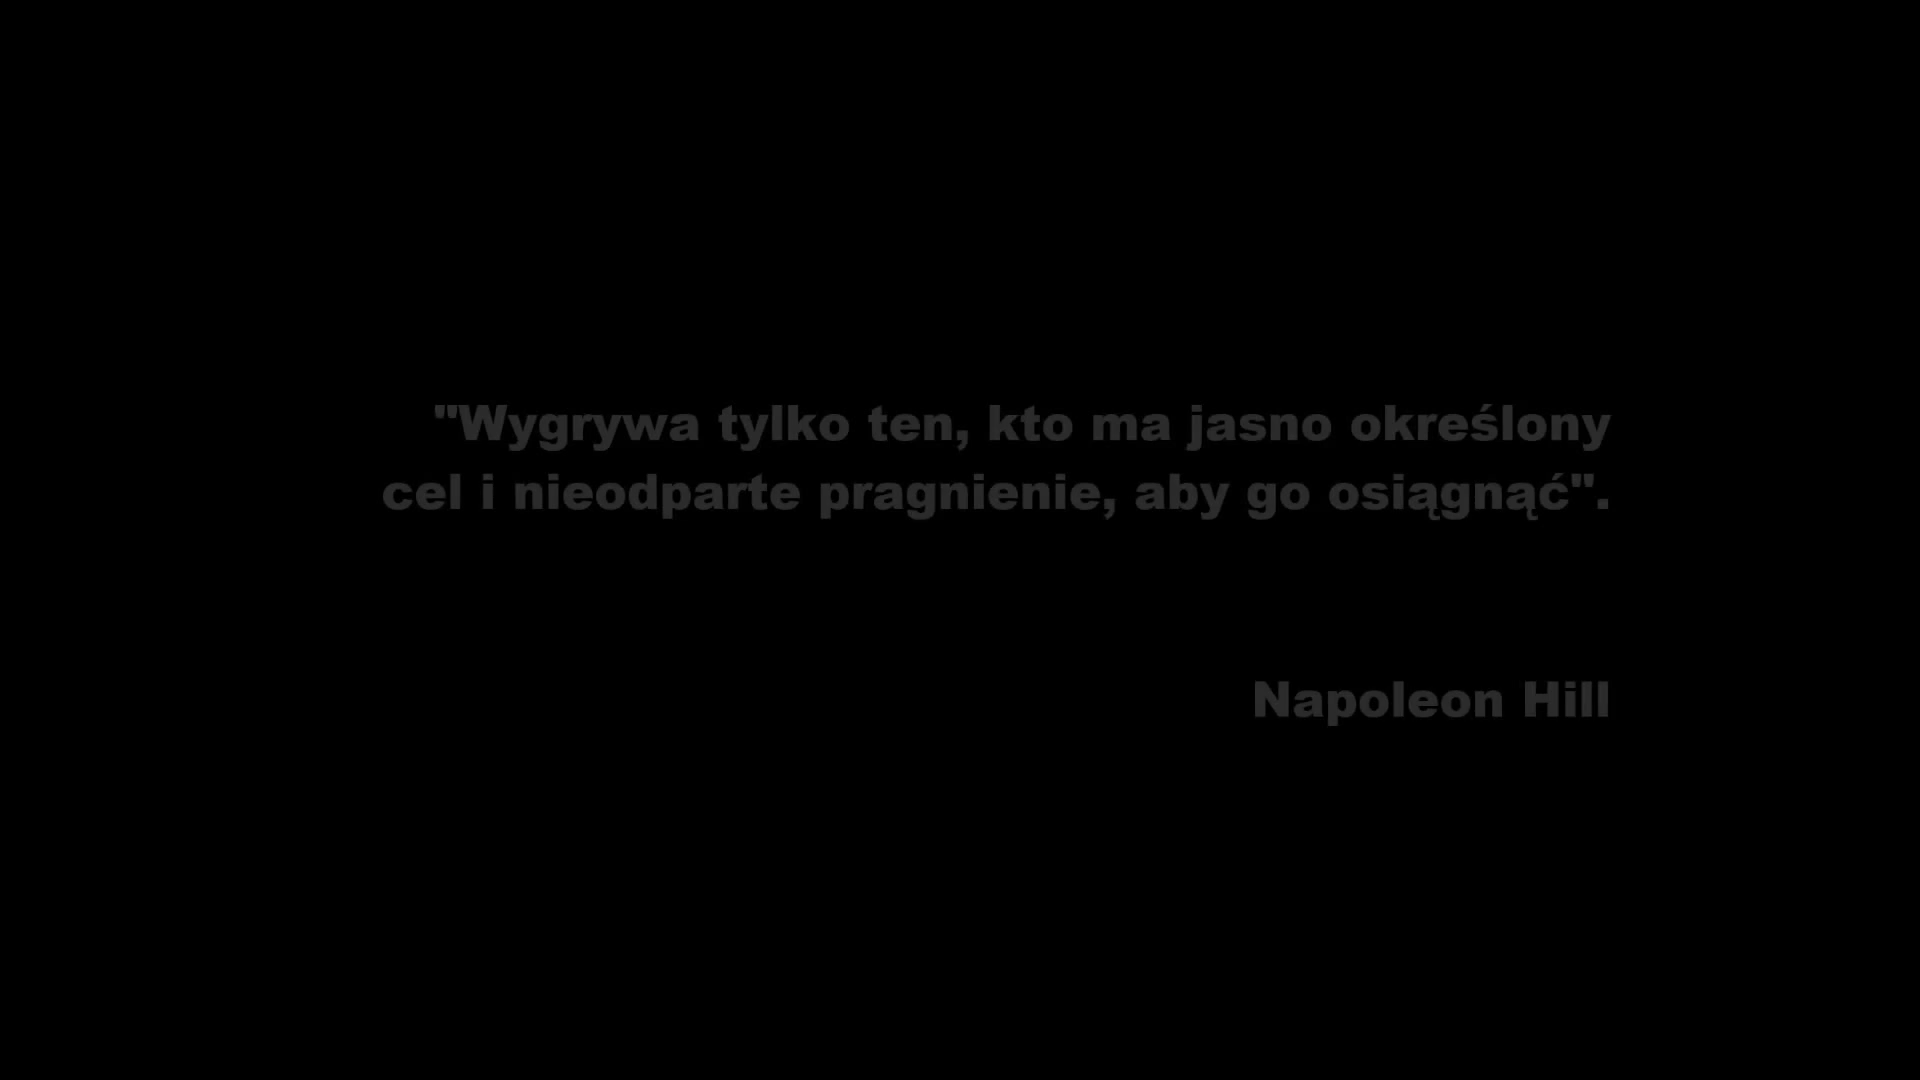 "Wygrywa tylko ten, kto ma jasno określony
cel i nieodparte pragnienie, aby go osiągnąć".
Napoleon Hill